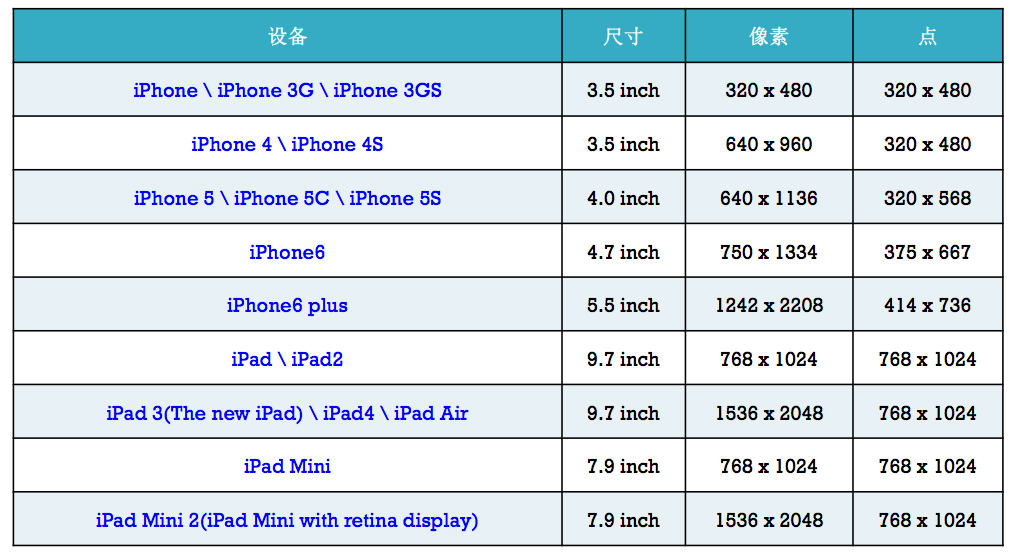 设备 尺寸 像素 点
iPhone \ iPhone 3G \ iPhone 3GS 3.5 inch 320 x 480 320 x 480
iPhone 4 \ iPhone 4S 3.5 inch 640 x 960 320 x 480
iPhone 5 \ iPhone 5C \ iPhone 5S 4.0 inch 640 x 1136 320 x 568
iPhone6 4.7 inch 750 x 1334 375 x 667
iPhone6 plus 5.5 inch 1242 x 2208 414 x 736
iPad \ iPad2 9.7 inch 768 x 1024 768 x 1024
iPad 3(The new iPad) \ iPad4 \ iPad Air 9.7 inch 1536 x 2048 768 x 1024
iPad Mini 7.9 inch 768 x 1024 768 x 1024
iPad Mini 2(iPad Mini with retina display) 7.9 inch 1536 x 2048 768 x 1024